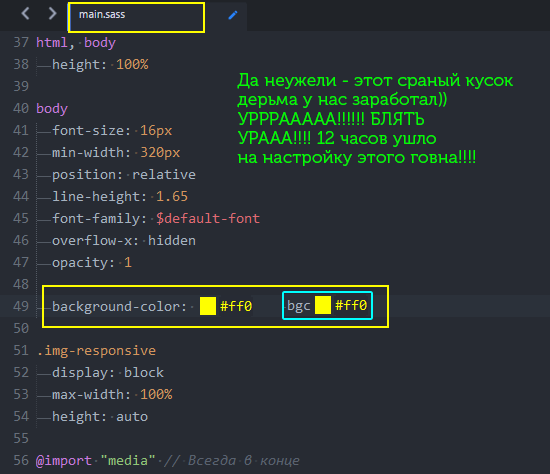 main.sass
37 html, body
38 height: 100%
39
Да неужели - этот сраный кусок
дерьма у нас заработал))
УРРРААААА!!!!!! БЛЯТЬ
УРААА!!!! 12 часов ушло
на настройку этого говна!!!!
40 body
41 font-size: 16px
42 min-width: 320px
43 position: relative
44 line-height: 1.65
45 font-family: $default-font
46 overflow-x: hidden
47 opacity: 1
48
49 background-color: #ff0 bgc #ff0
50
51 .img-responsive
52 display: block
53 max-width: 100%
54 height: auto
55
56 @import "media" // Всегда в конце